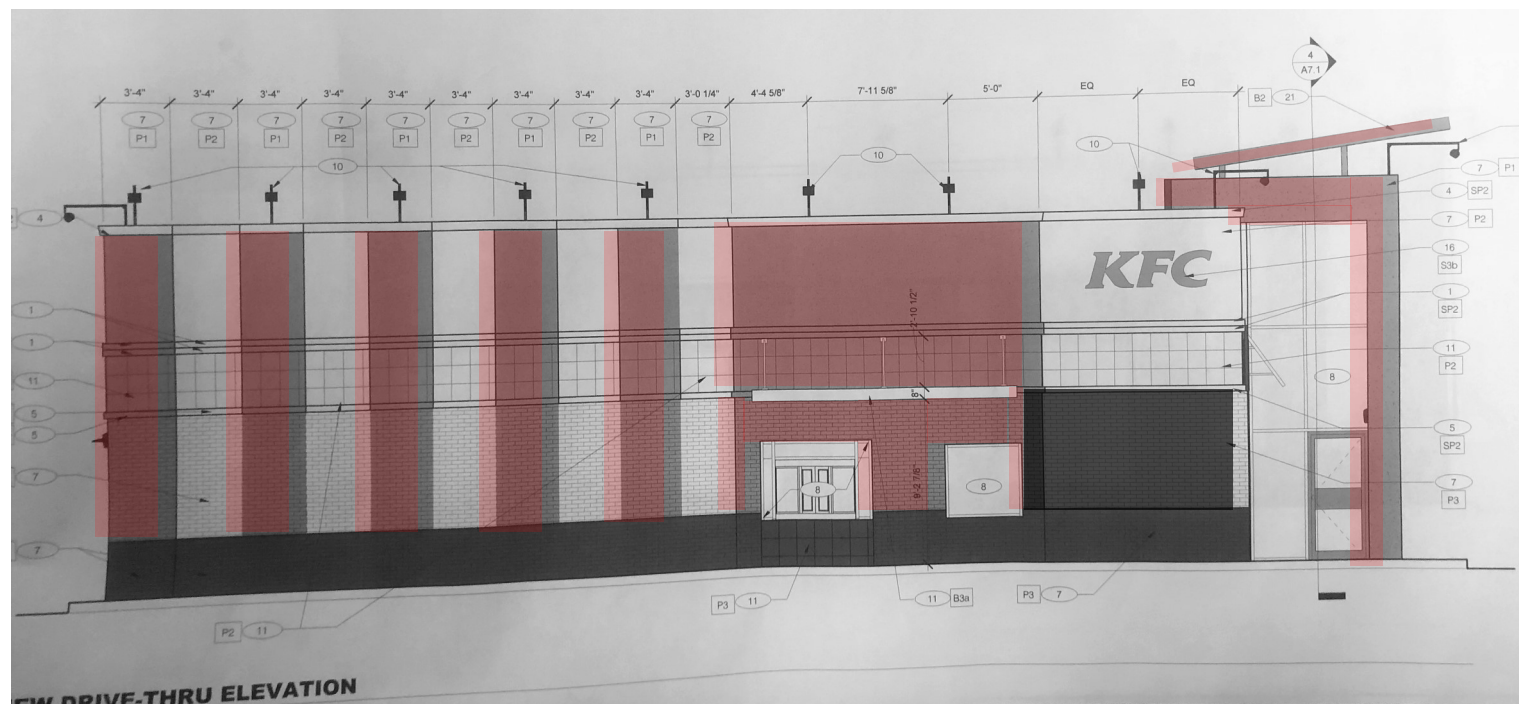 4
A7.1
3'-4" 3'-4" 3'-4" 3'-4" 3'-4" 3'-4" 3'-4" 3'-4" 3'-4" 3'-0 1/4" 4'-4 5/8" 7'-11 5/8" 5'-0" EQ EQ
B2 21
7 7 7 7 7 7 7 7 7 7
P1 P2 P1 P2 P1 P2 P1 P2 P1 P2
10 10 10
7 P1
4 SP2
4
7 P2
KFC
16
S3b
2'-10 1/2"
1
1
SP2
1
11
P2
11
8
8"
5
5
5
SP2
7
8
8
9'-2 7/8"
7
P3
7
P3 11
11 B3a
P3 7
P2 11
EW DRIVE-THRU ELEVATION